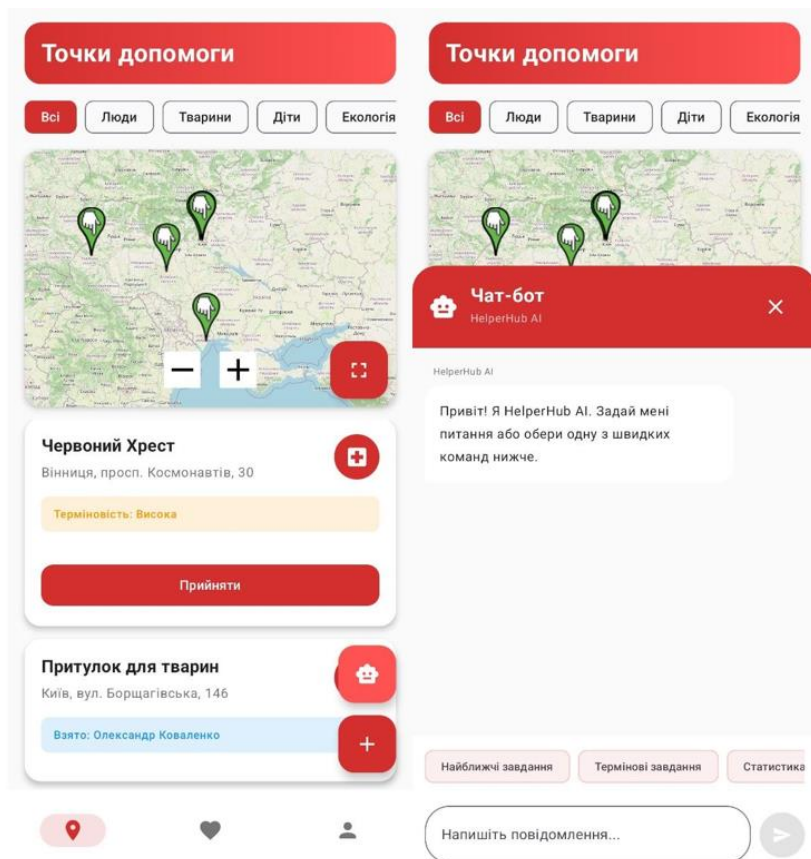 Точки допомоги
Всі
Люди
Тварини
Діти
Екологія
Червоний Хрест
Вінниця, просп. Космонавтів, 30
Терміновість: Висока
Прийняти
Притулок для тварин
Київ, вул. Борщагівська, 146
Взято: Олександр Коваленко
Точки допомоги
Всі
Люди
Тварини
Діти
Екологія
Чат-бот
HelperHub AI
HelperHub AI
Привіт! Я HelperHub AI. Задай мені
питання або обери одну з швидких
команд нижче.
Найближчі завдання
Термінові завдання
Статистика
Напишіть повідомлення...